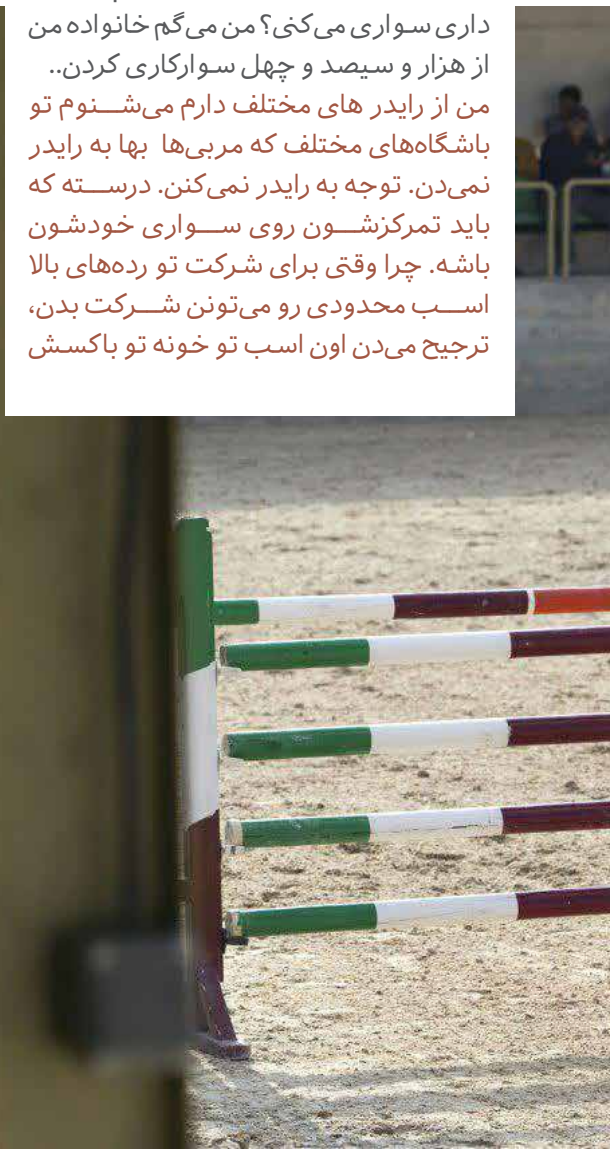 داری سواری می‌کنی؟ من می‌گم خانواده من
از هزار و سیصد و چهل سوارکاری کردن..
من از رایدر های مختلف دارم می‌شنوم تو
باشگاه‌های مختلف که مربی‌ها بها به رایدر
نمی‌دن. توجه به رایدر نمی‌کنن. درسته که
باید تمرکزشون روی سواری خودشون
باشه. چرا وقتی برای شرکت تو رده‌های بالا
اسب محدودی رو می‌تونن شرکت بدن،
ترجیح می‌دن اون اسب تو خونه تو باکسش